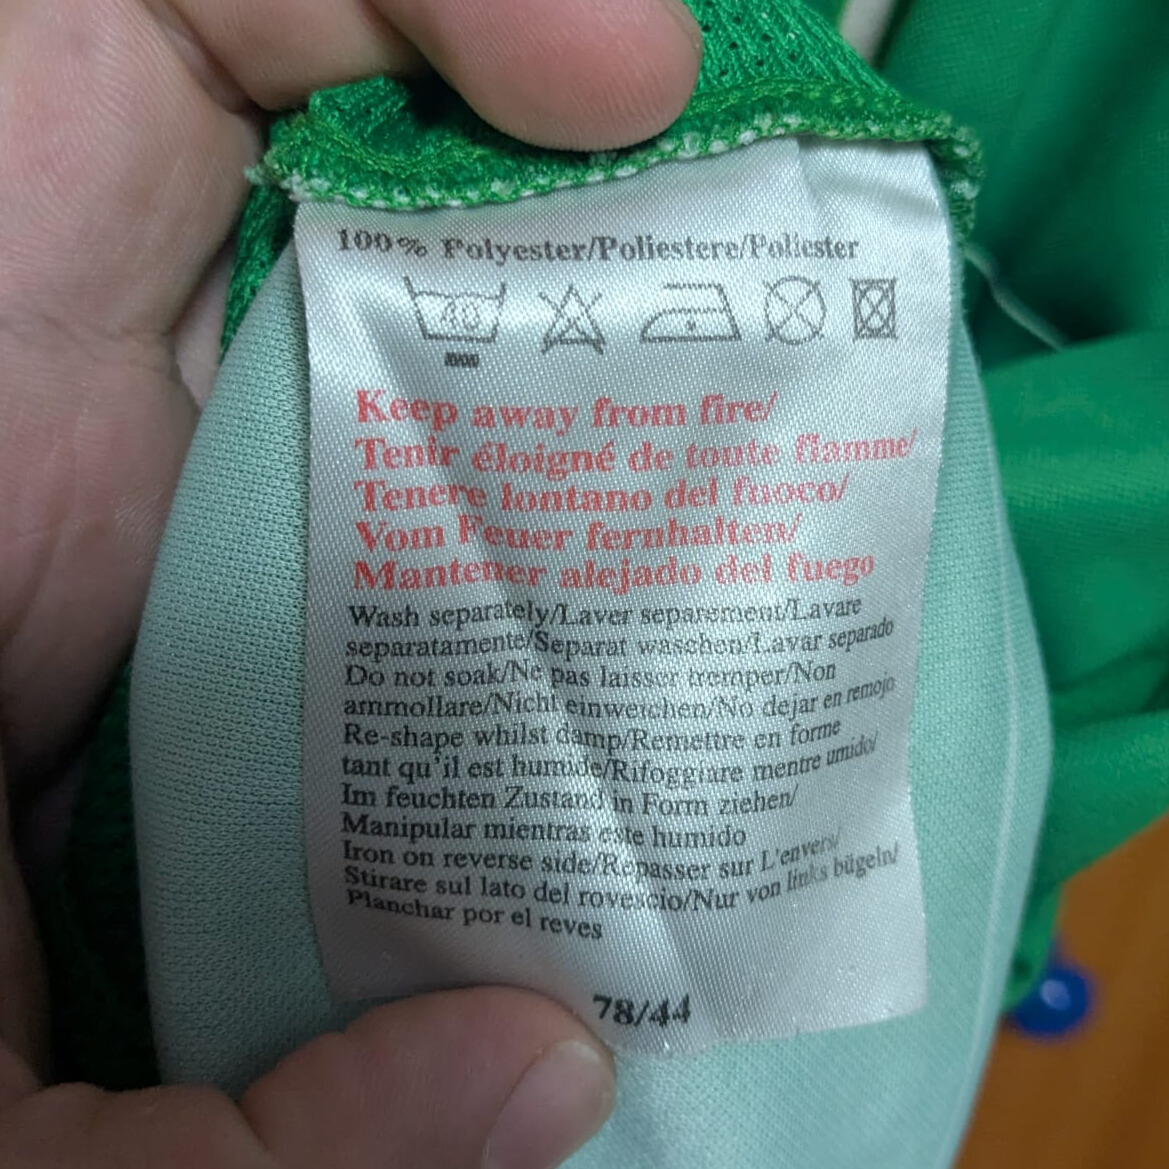 100% Polyester/Poliestere/Poliester
40
Keep away from fire/
Tenir éloigné de toute flamme/
Tenere lontano del fuoco/
Vom Feuer fernhalten/
Mantener alejado del fuego
Wash separately/Laver separement/Lavare
separatamente/Separat waschen/Lavar separado
Do not soak/Ne pas laisser tremper/Non
ammollare/Nicht einweichen/No dejar en remojo
Re-shape whilst damp/Remettre en forme
tant qu'il est humide/Rifoggiare mentre umido/
Im feuchten Zustand in Form ziehen/
Manipular mientras este humido
Iron on reverse side/Repasser sur L'envers/
Stirare sul lato del rovescio/Nur von links bügeln/
Planchar por el reves
78/44